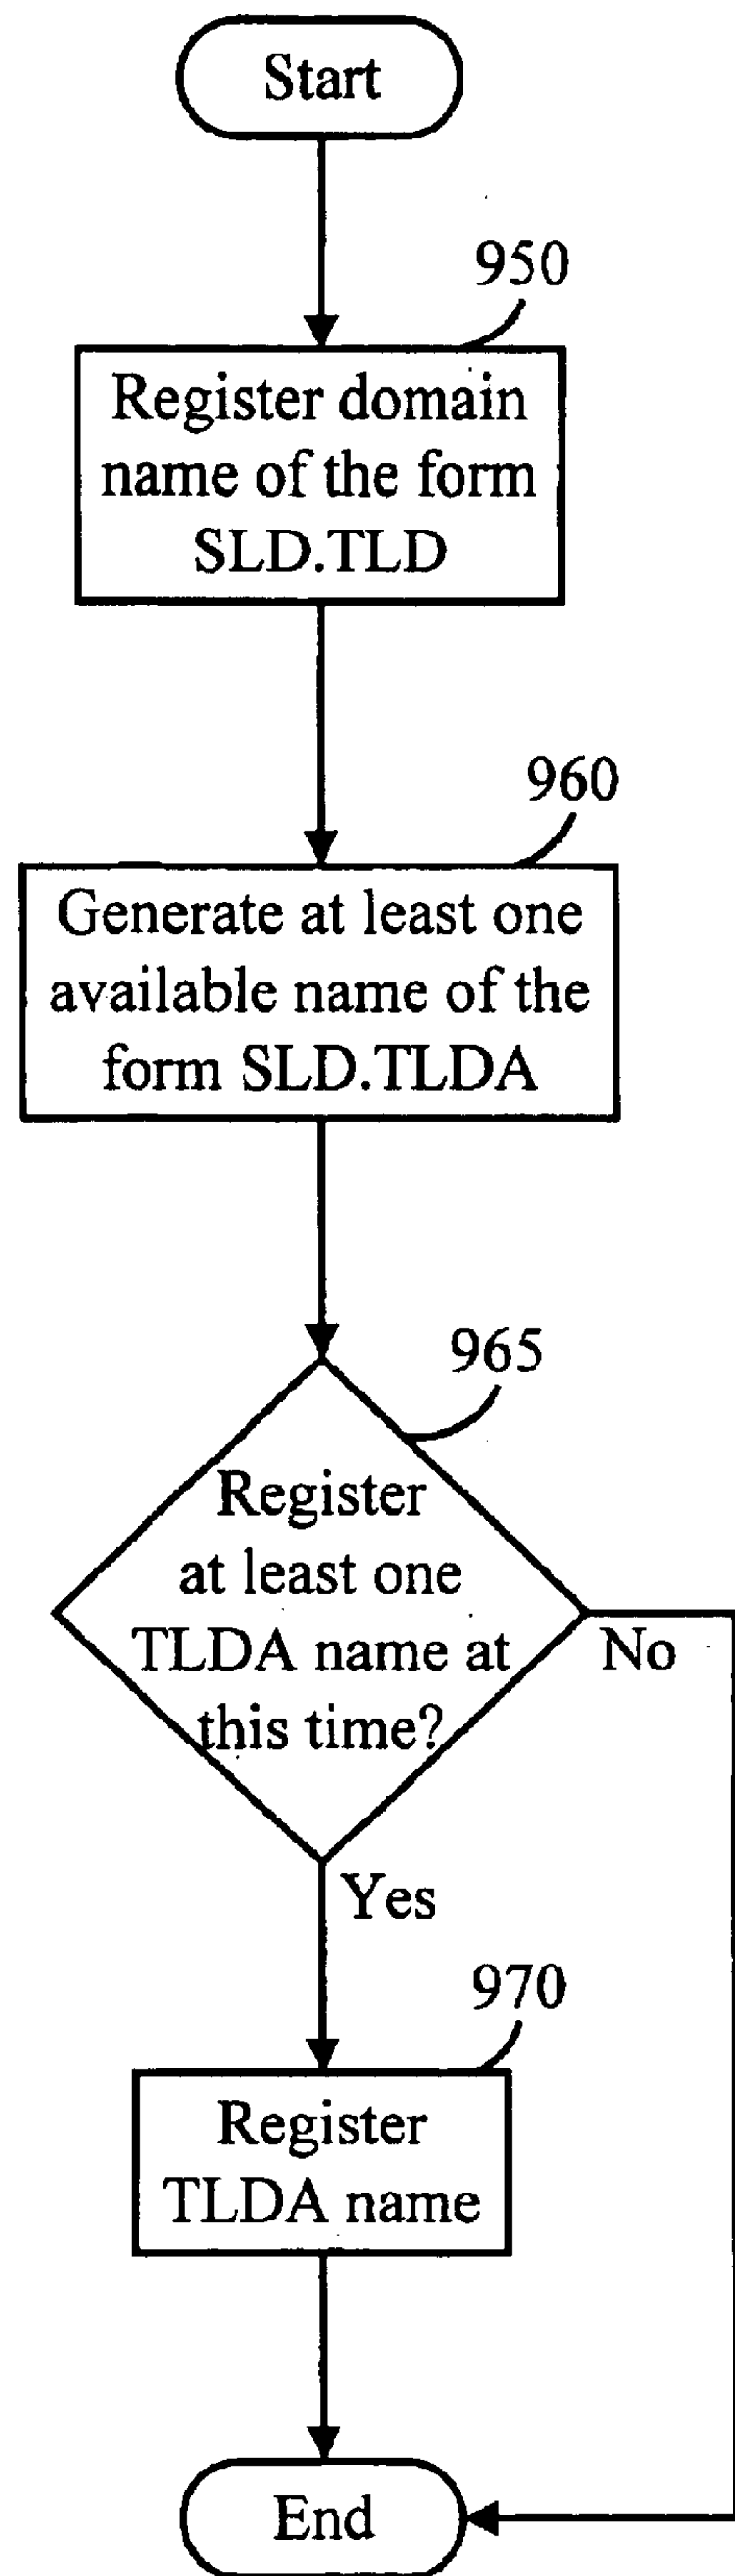 Start
950
Register domain
name of the form
SLD.TLD
960
Generate at least one
available name of the
form SLD.TLDA
965
Register
at least one
TLDA name at
this time?
No
Yes
970
Register
TLDA name
End